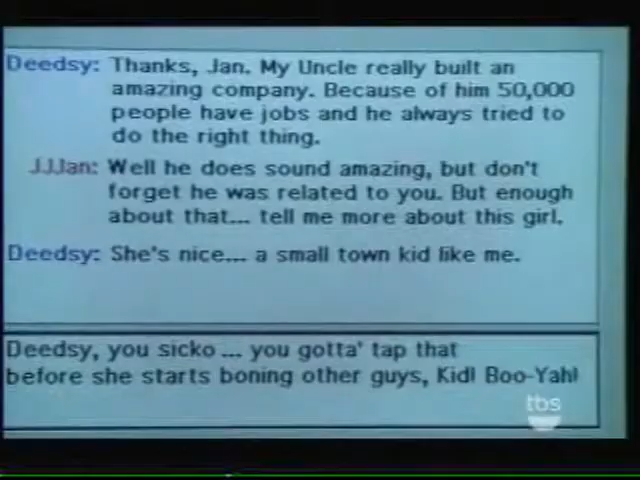 Deedsy: Thanks, Jan. My Uncle really built an
amazing company. Because of him 50,000
people have jobs and he always tried to
do the right thing.
JJJan: Well he does sound amazing, but don't
forget he was related to you. But enough
about that... tell me more about this girl.
Deedsy: She's nice... a small town kid like me.
Deedsy, you sicko... you gotta' tap that
before she starts boning other guys, Kid! Boo-Yah!
tbs